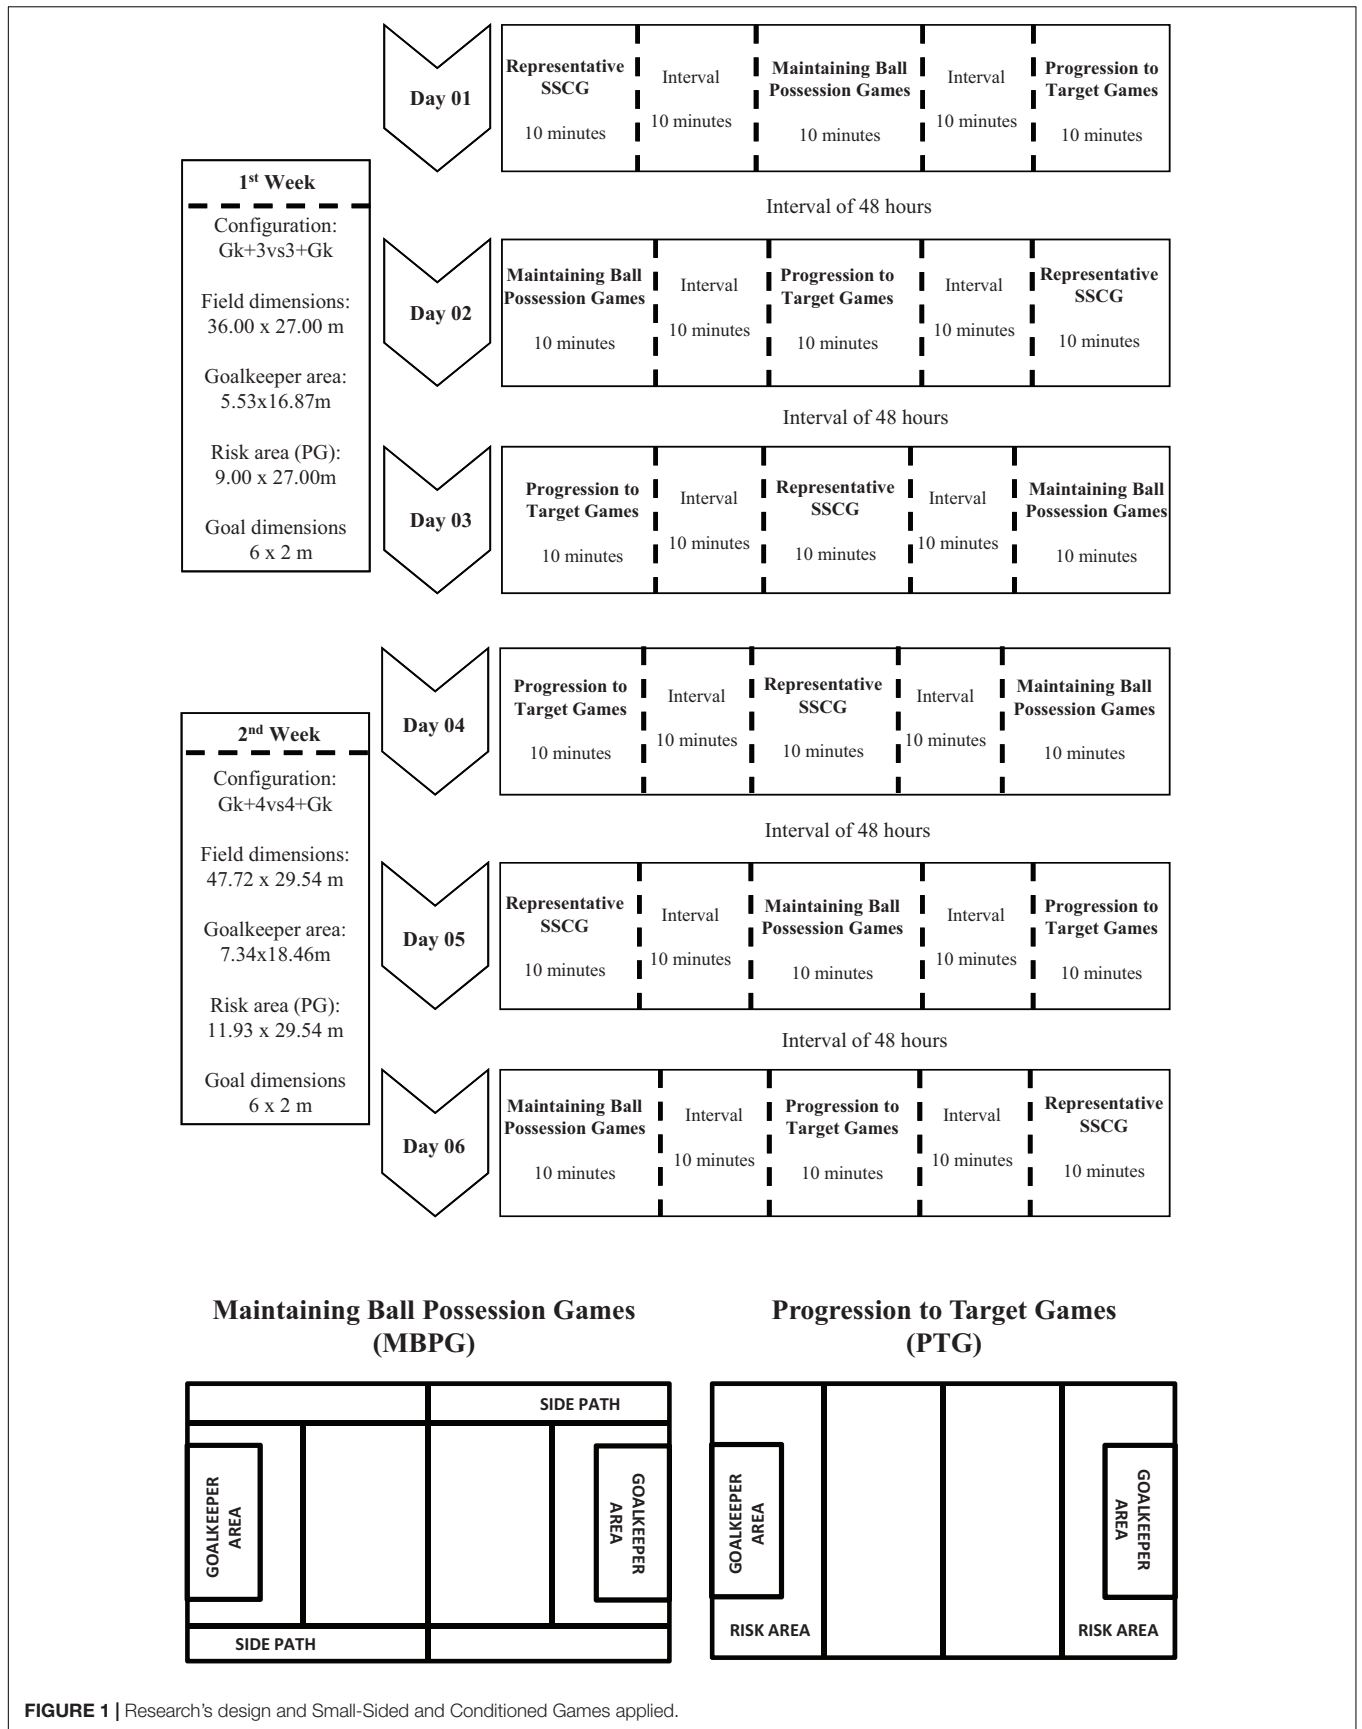 Day 01
Representative
SSCG
10 minutes
Interval
10 minutes
Maintaining Ball
Possession Games
10 minutes
Interval
10 minutes
Progression to
Target Games
10 minutes
1st Week
Configuration:
Gk+3vs3+Gk
Field dimensions:
36.00 x 27.00 m
Goalkeeper area:
5.53x16.87m
Risk area (PG):
9.00 x 27.00m
Goal dimensions
6 x 2 m
Interval of 48 hours
Day 02
Maintaining Ball
Possession Games
10 minutes
Interval
10 minutes
Progression to
Target Games
10 minutes
Interval
10 minutes
Representative
SSCG
10 minutes
Interval of 48 hours
Day 03
Progression to
Target Games
10 minutes
Interval
10 minutes
Representative
SSCG
10 minutes
Interval
10 minutes
Maintaining Ball
Possession Games
10 minutes
2nd Week
Configuration:
Gk+4vs4+Gk
Field dimensions:
47.72 x 29.54 m
Goalkeeper area:
7.34x18.46m
Risk area (PG):
11.93 x 29.54 m
Goal dimensions
6 x 2 m
Day 04
Progression to
Target Games
10 minutes
Interval
10 minutes
Representative
SSCG
10 minutes
Interval
10 minutes
Maintaining Ball
Possession Games
10 minutes
Interval of 48 hours
Day 05
Representative
SSCG
10 minutes
Interval
10 minutes
Maintaining Ball
Possession Games
10 minutes
Interval
10 minutes
Progression to
Target Games
10 minutes
Interval of 48 hours
Day 06
Maintaining Ball
Possession Games
10 minutes
Interval
10 minutes
Progression to
Target Games
10 minutes
Interval
10 minutes
Representative
SSCG
10 minutes
Maintaining Ball Possession Games
(MBPG)
SIDE PATH
GOALKEEPER
AREA
GOALKEEPER
AREA
SIDE PATH
Progression to Target Games
(PTG)
GOALKEEPER
AREA
GOALKEEPER
AREA
RISK AREA
RISK AREA
FIGURE 1 | Research's design and Small-Sided and Conditioned Games applied.